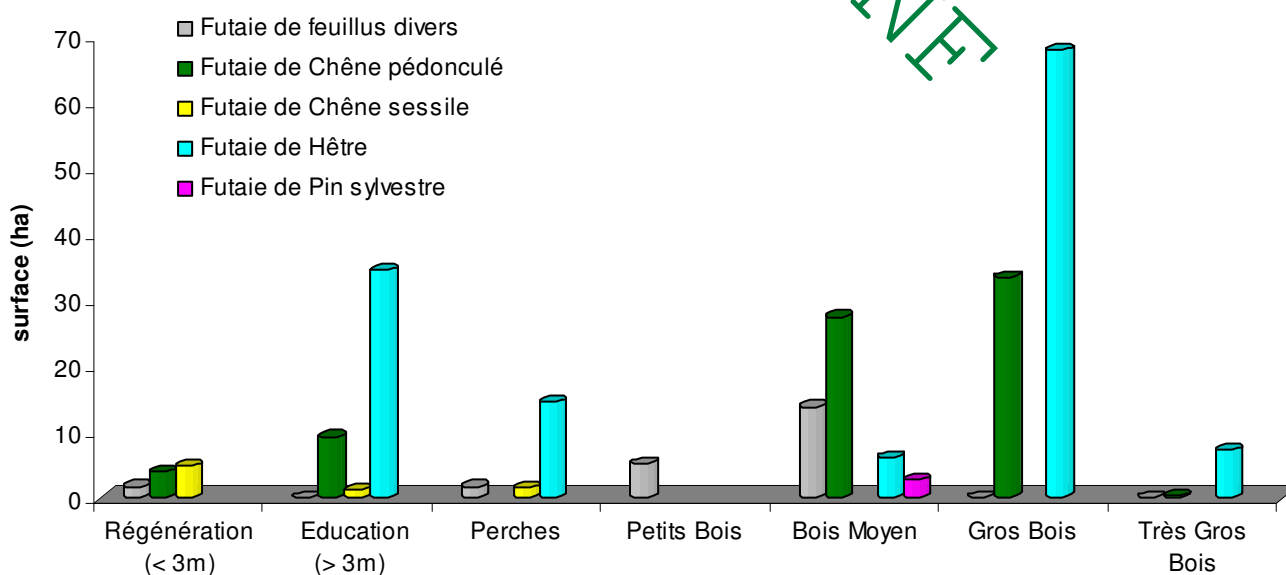 NE
Futaie de feuillus divers
Futaie de Chêne pédonculé
Futaie de Chêne sessile
Futaie de Hêtre
Futaie de Pin sylvestre
surface (ha)
70
60
50
40
30
20
10
0
Régénération (< 3m)
Education (> 3m)
Perches
Petits Bois
Bois Moyen
Gros Bois
Très Gros Bois